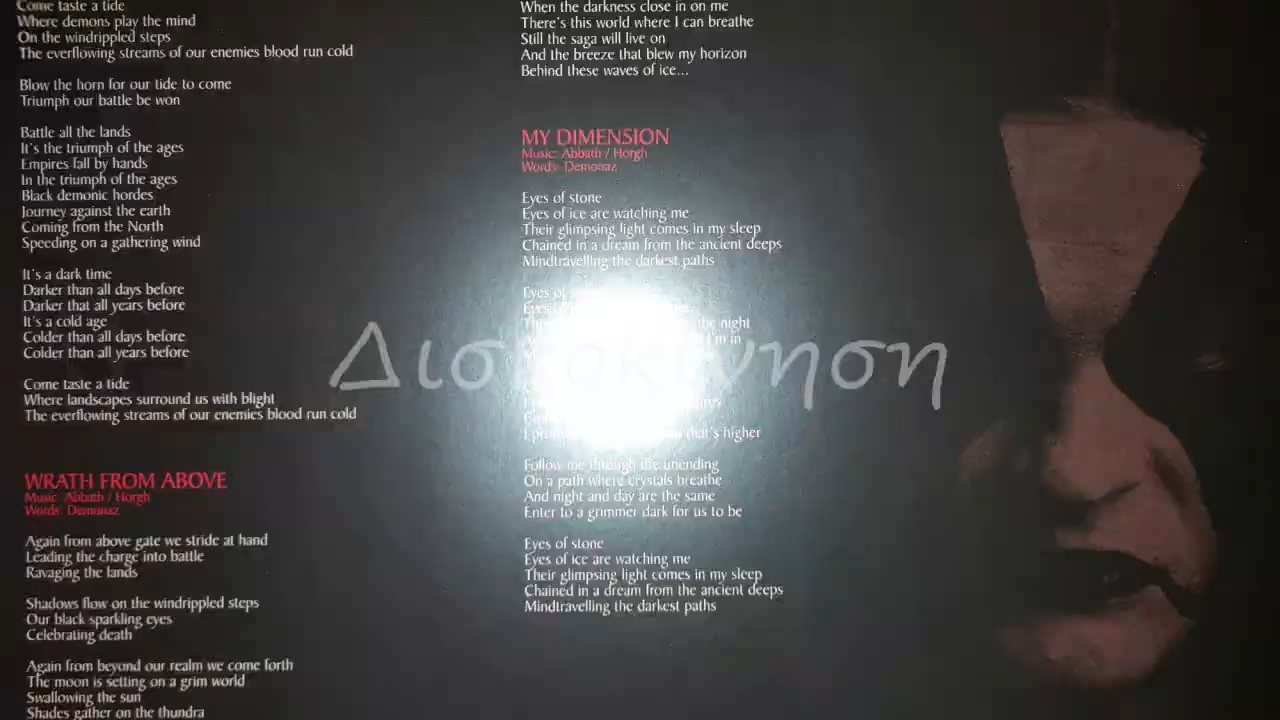 Come taste a tide
Where demons play the mind
On the windrippled steps
The everflowing streams of our enemies blood run cold
Blow the horn for our tide to come
Triumph our battle be won
Battle all the lands
It's the triumph of the ages
Empires fall by hands
In the triumph of the ages
Black demonic hordes
Journey against the earth
Coming from the North
Speeding on a gathering wind
It's a dark time
Darker than all days before
Darker that all years before
It's a cold age
Colder than all days before
Colder than all years before
Come taste a tide
Where landscapes surround us with blight
The everflowing streams of our enemies blood run cold
WRATH FROM ABOVE
Music: Abbath / Horgh
Words: Demonaz
Again from above gate we stride at hand
Leading the charge into battle
Ravaging the lands
Shadows flow on the windrippled steps
Our black sparkling eyes
Celebrating death
Again from beyond our realm we come forth
The moon is setting on a grim world
Swallowing the sun
Shades gather on the thundra
When the darkness close in on me
There's this world where I can breathe
Still the saga will live on
And the breeze that blew my horizon
Behind these waves of ice...
MY DIMENSION
Music: Abbath / Horgh
Words: Demonaz
Eyes of stone
Eyes of ice are watching me
Their glimpsing light comes in my sleep
Chained in a dream from the ancient deeps
Mindtravelling the darkest paths
Eyes of
the night
I'm in
that's higher
Follow me through the unending
On a path where crystals breathe
And night and day are the same
Enter to a grimmer dark for us to be
Eyes of stone
Eyes of ice are watching me
Their glimpsing light comes in my sleep
Chained in a dream from the ancient deeps
Mindtravelling the darkest paths
Δισκοκίνηση